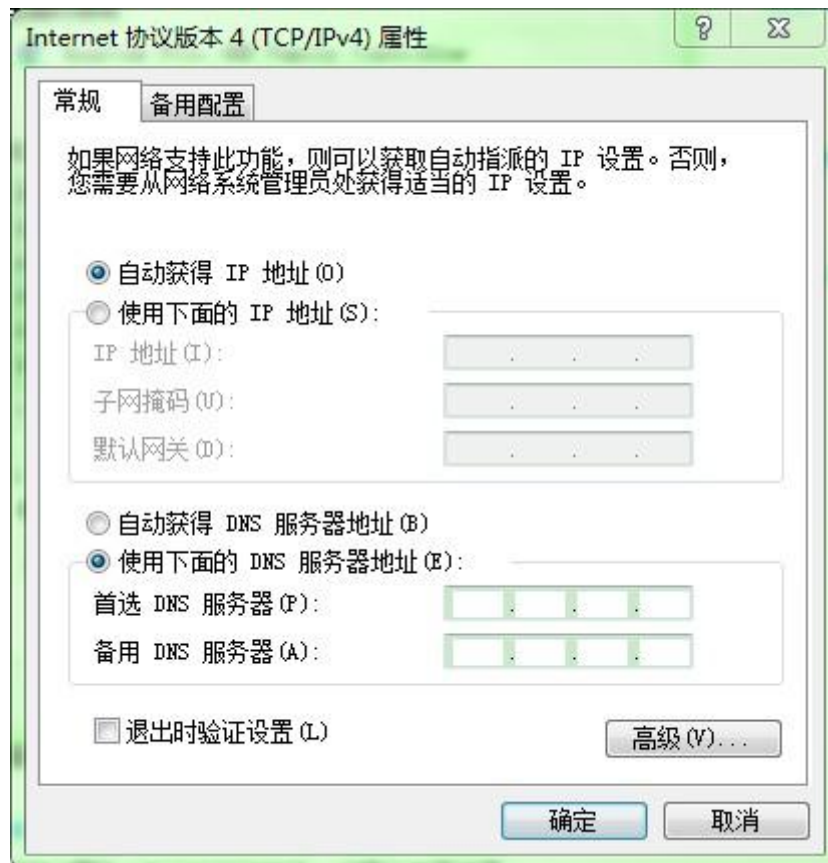 Internet 协议版本 4 (TCP/IPv4) 属性
常规
备用配置
如果网络支持此功能，则可以获取自动指派的 IP 设置。否则，
您需要从网络系统管理员处获得适当的 IP 设置。
自动获得 IP 地址(O)
使用下面的 IP 地址(S):
IP 地址(I):
子网掩码(U):
默认网关(D):
自动获得 DNS 服务器地址(B)
使用下面的 DNS 服务器地址(E):
首选 DNS 服务器(P):
备用 DNS 服务器(A):
退出时验证设置(L)
高级(V)...
确定
取消